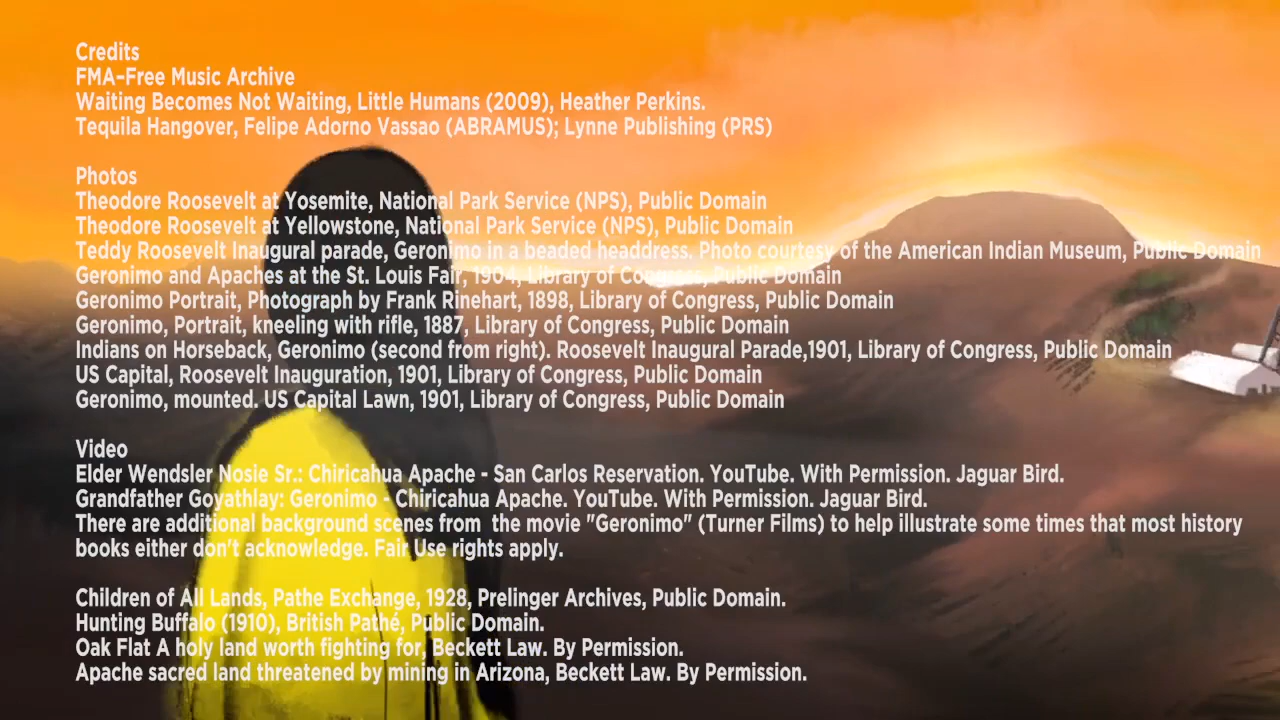 Credits
FMA-Free Music Archive
Waiting Becomes Not Waiting, Little Humans (2009), Heather Perkins.
Tequila Hangover, Felipe Adorno Vassao (ABRAMUS); Lynne Publishing (PRS)
Photos
Theodore Roosevelt at Yosemite, National Park Service (NPS), Public Domain
Theodore Roosevelt at Yellowstone, National Park Service (NPS), Public Domain
Teddy Roosevelt Inaugural parade, Geronimo in a beaded headdress. Photo courtesy of the American Indian Museum, Public Domain
Geronimo and Apaches at the St. Louis Fair, 1904, Library of Congress, Public Domain
Geronimo Portrait, Photograph by Frank Rinehart, 1898, Library of Congress, Public Domain
Geronimo, Portrait, kneeling with rifle, 1887, Library of Congress, Public Domain
Indians on Horseback, Geronimo (second from right). Roosevelt Inaugural Parade,1901, Library of Congress, Public Domain
US Capital, Roosevelt Inauguration, 1901, Library of Congress, Public Domain
Geronimo, mounted. US Capital Lawn, 1901, Library of Congress, Public Domain
Video
Elder Wendsler Nosie Sr.: Chiricahua Apache - San Carlos Reservation. YouTube. With Permission. Jaguar Bird.
Grandfather Goyathlay: Geronimo - Chiricahua Apache. YouTube. With Permission. Jaguar Bird.
There are additional background scenes from  the movie "Geronimo" (Turner Films) to help illustrate some times that most history
books either don't acknowledge. Fair Use rights apply.
Children of All Lands, Pathe Exchange, 1928, Prelinger Archives, Public Domain.
Hunting Buffalo (1910), British Pathé, Public Domain.
Oak Flat A holy land worth fighting for, Beckett Law. By Permission.
Apache sacred land threatened by mining in Arizona, Beckett Law. By Permission.